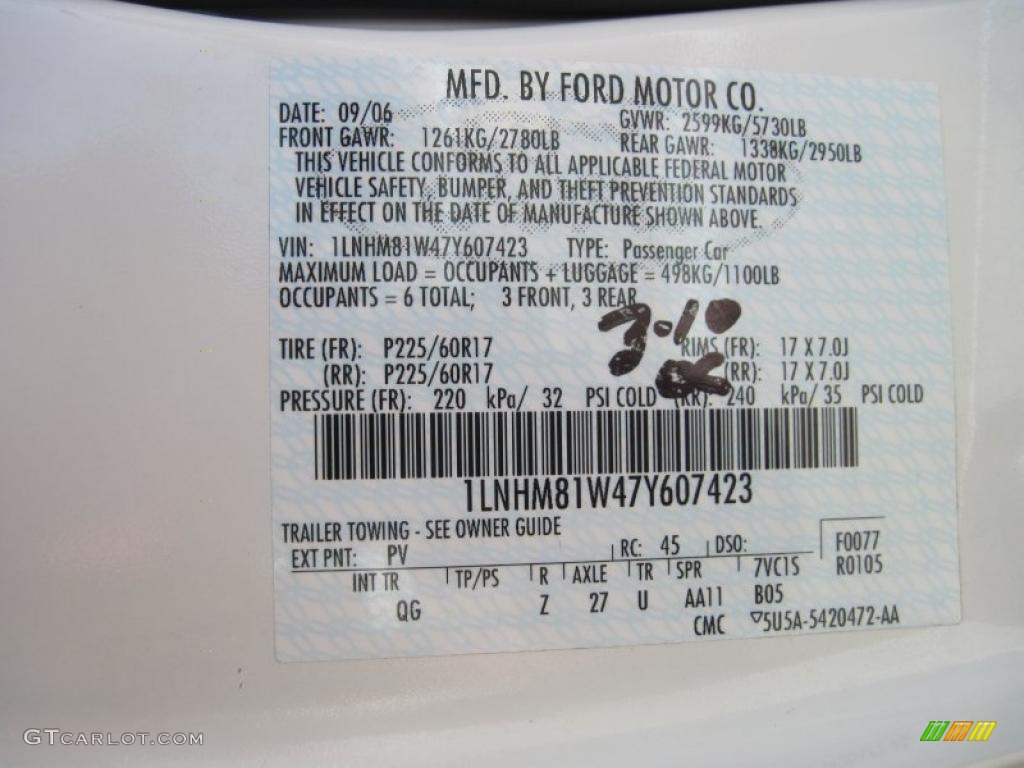 MFD. BY FORD MOTOR CO.
DATE: 09/06 GVWR: 2599KG/5730LB
FRONT GAWR: 1261KG/2780LB REAR GAWR: 1338KG/2950LB
THIS VEHICLE CONFORMS TO ALL APPLICABLE FEDERAL MOTOR
VEHICLE SAFETY, BUMPER, AND THEFT PREVENTION STANDARDS
IN EFFECT ON THE DATE OF MANUFACTURE SHOWN ABOVE.
VIN: 1LNHM81W47Y607423 TYPE: Passenger Car
MAXIMUM LOAD = OCCUPANTS + LUGGAGE = 498KG/1100LB
OCCUPANTS = 6 TOTAL; 3 FRONT, 3 REAR
TIRE (FR): P225/60R17 RIMS (FR): 17 X 7.0J
(RR): P225/60R17 (RR): 17 X 7.0J
PRESSURE (FR): 220 kPa/ 32 PSI COLD (RR): 240 kPa/ 35 PSI COLD
1LNHM81W47Y607423
TRAILER TOWING - SEE OWNER GUIDE
EXT PNT: PV RC: 45 DSO: F0077
INT TR TP/PS R AXLE TR SPR 7VC15 R0105
QG Z 27 U AA11 B05
CMC ▽5U5A-5420472-AA
GTCARLOT.COM